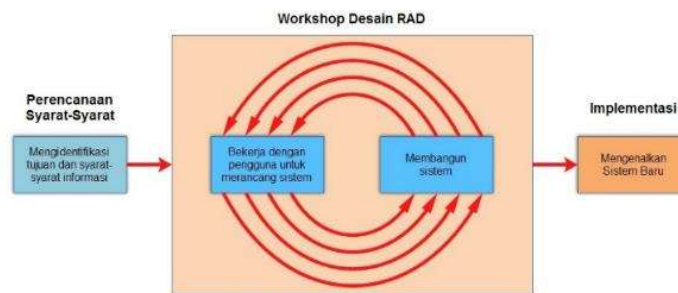 Workshop Desain RAD
Perencanaan
Syarat-Syarat
Mengidentifikasi
tujuan dan syarat-
syarat informasi
Bekerja dengan
pengguna untuk
merancang sistem
Membangun
sistem
Implementasi
Mengenalkan
Sistem Baru